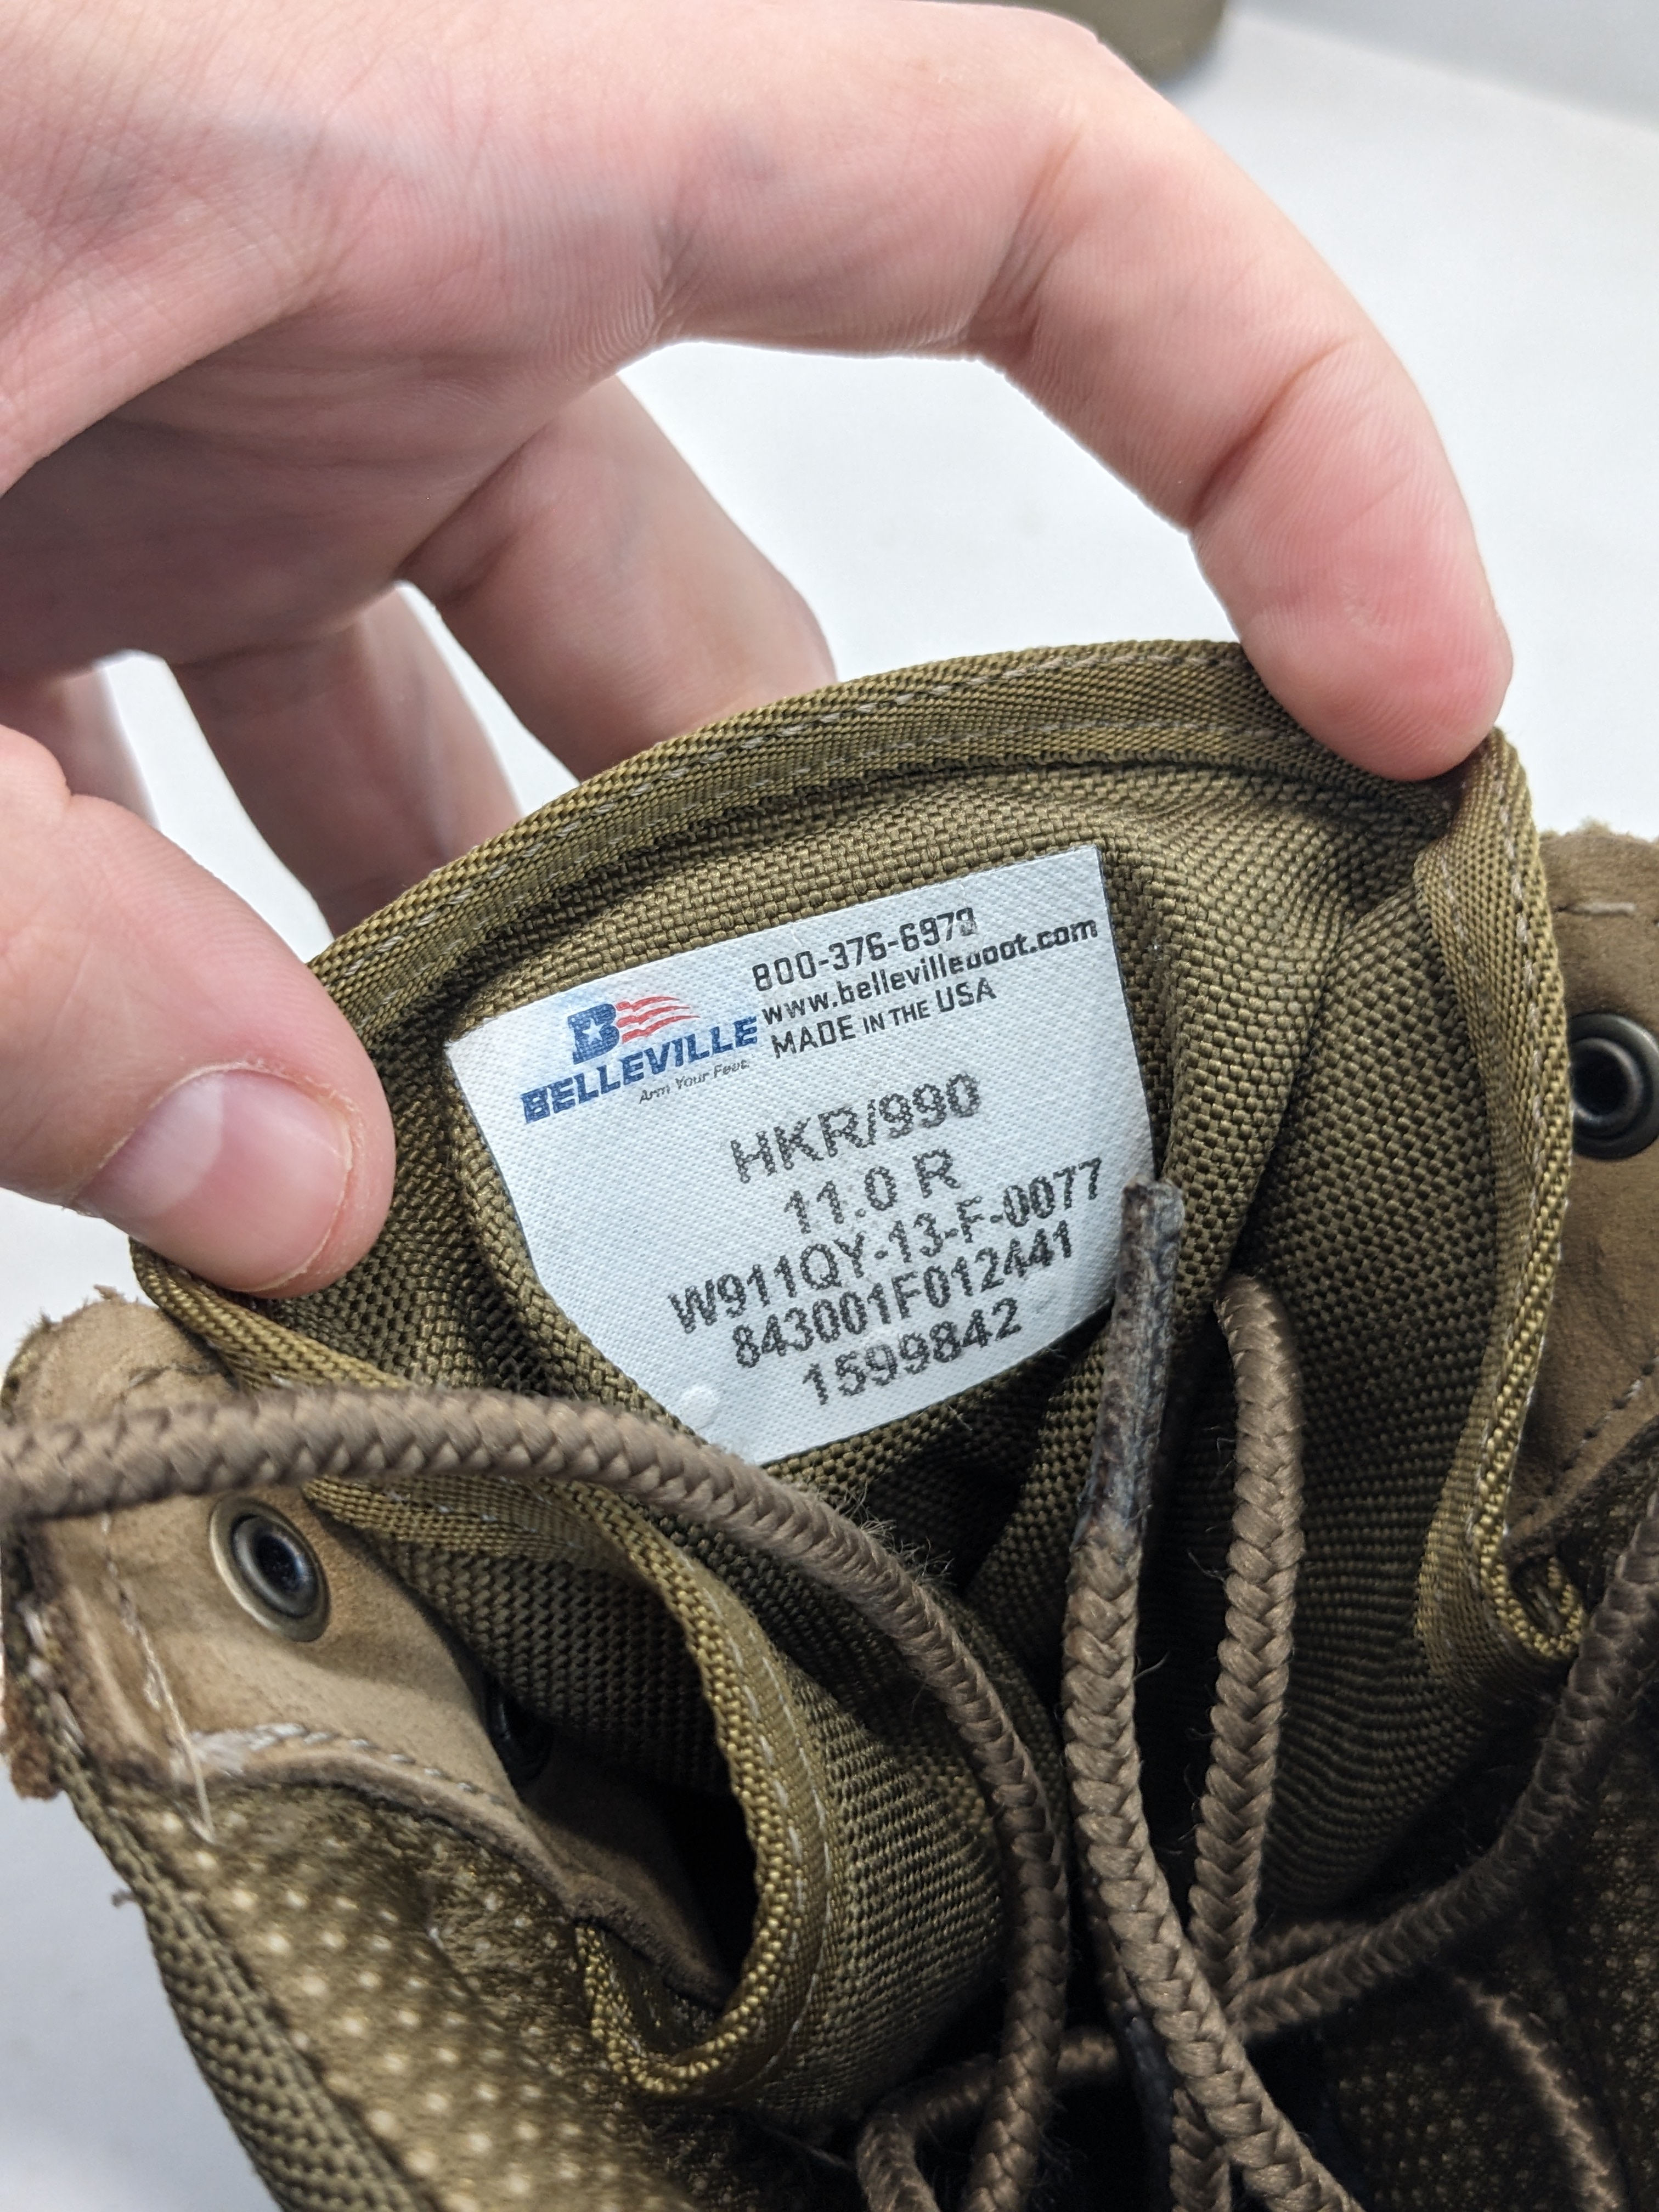 B
BELLEVILLE
Arm Your Feet.
800-376-6978
www.bellevilleboot.com
MADE IN THE USA
HKR/990
11.0 R
W911QY-13-F-0077
843001F012441
1599842